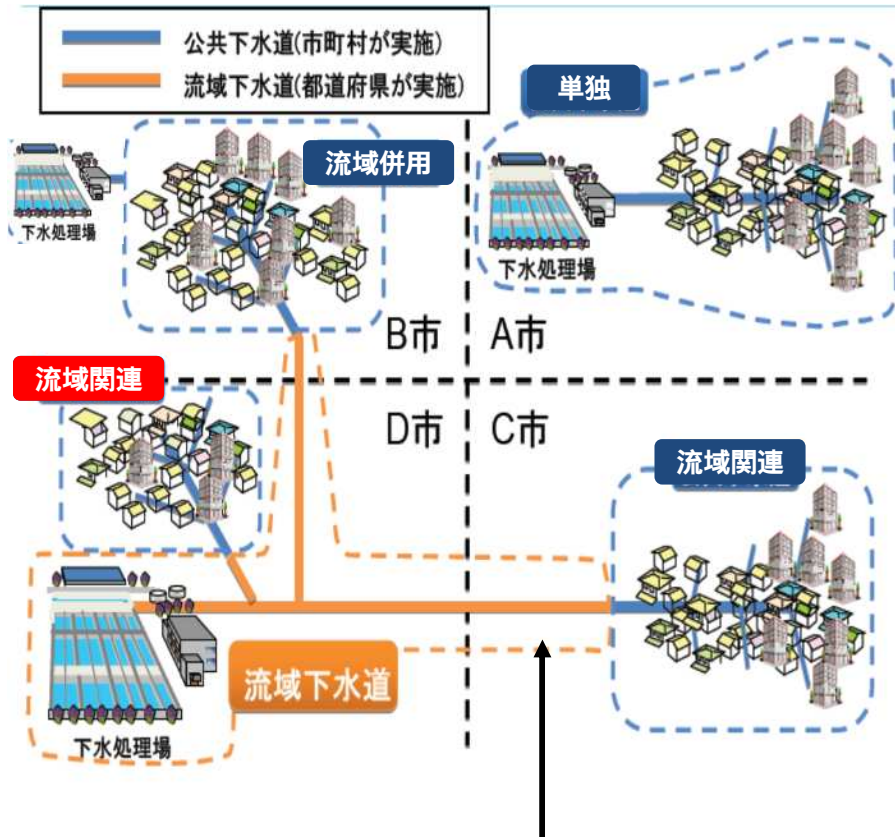 公共下水道(市町村が実施)
流域下水道(都道府県が実施)
単独
流域併用
下水処理場
下水処理場
B市
A市
流域関連
D市
C市
流域関連
流域下水道
下水処理場